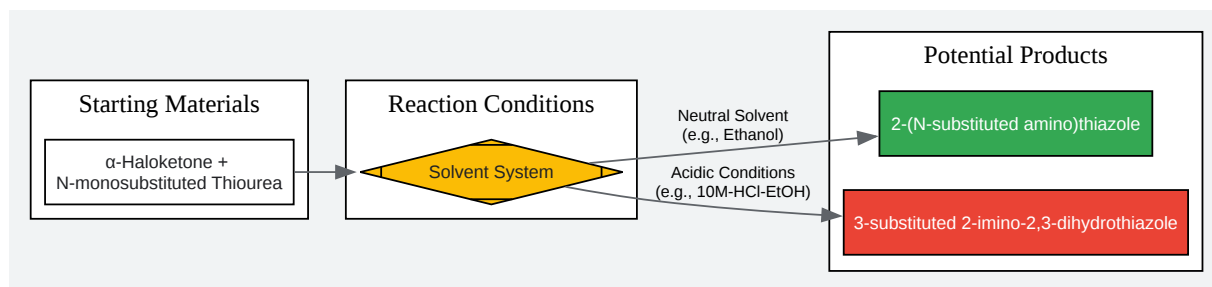 Starting Materials
α-Haloketone +
N-monosubstituted Thiourea
Reaction Conditions
Solvent System
Neutral Solvent
(e.g., Ethanol)
Acidic Conditions
(e.g., 10M-HCl-EtOH)
Potential Products
2-(N-substituted amino)thiazole
3-substituted 2-imino-2,3-dihydrothiazole